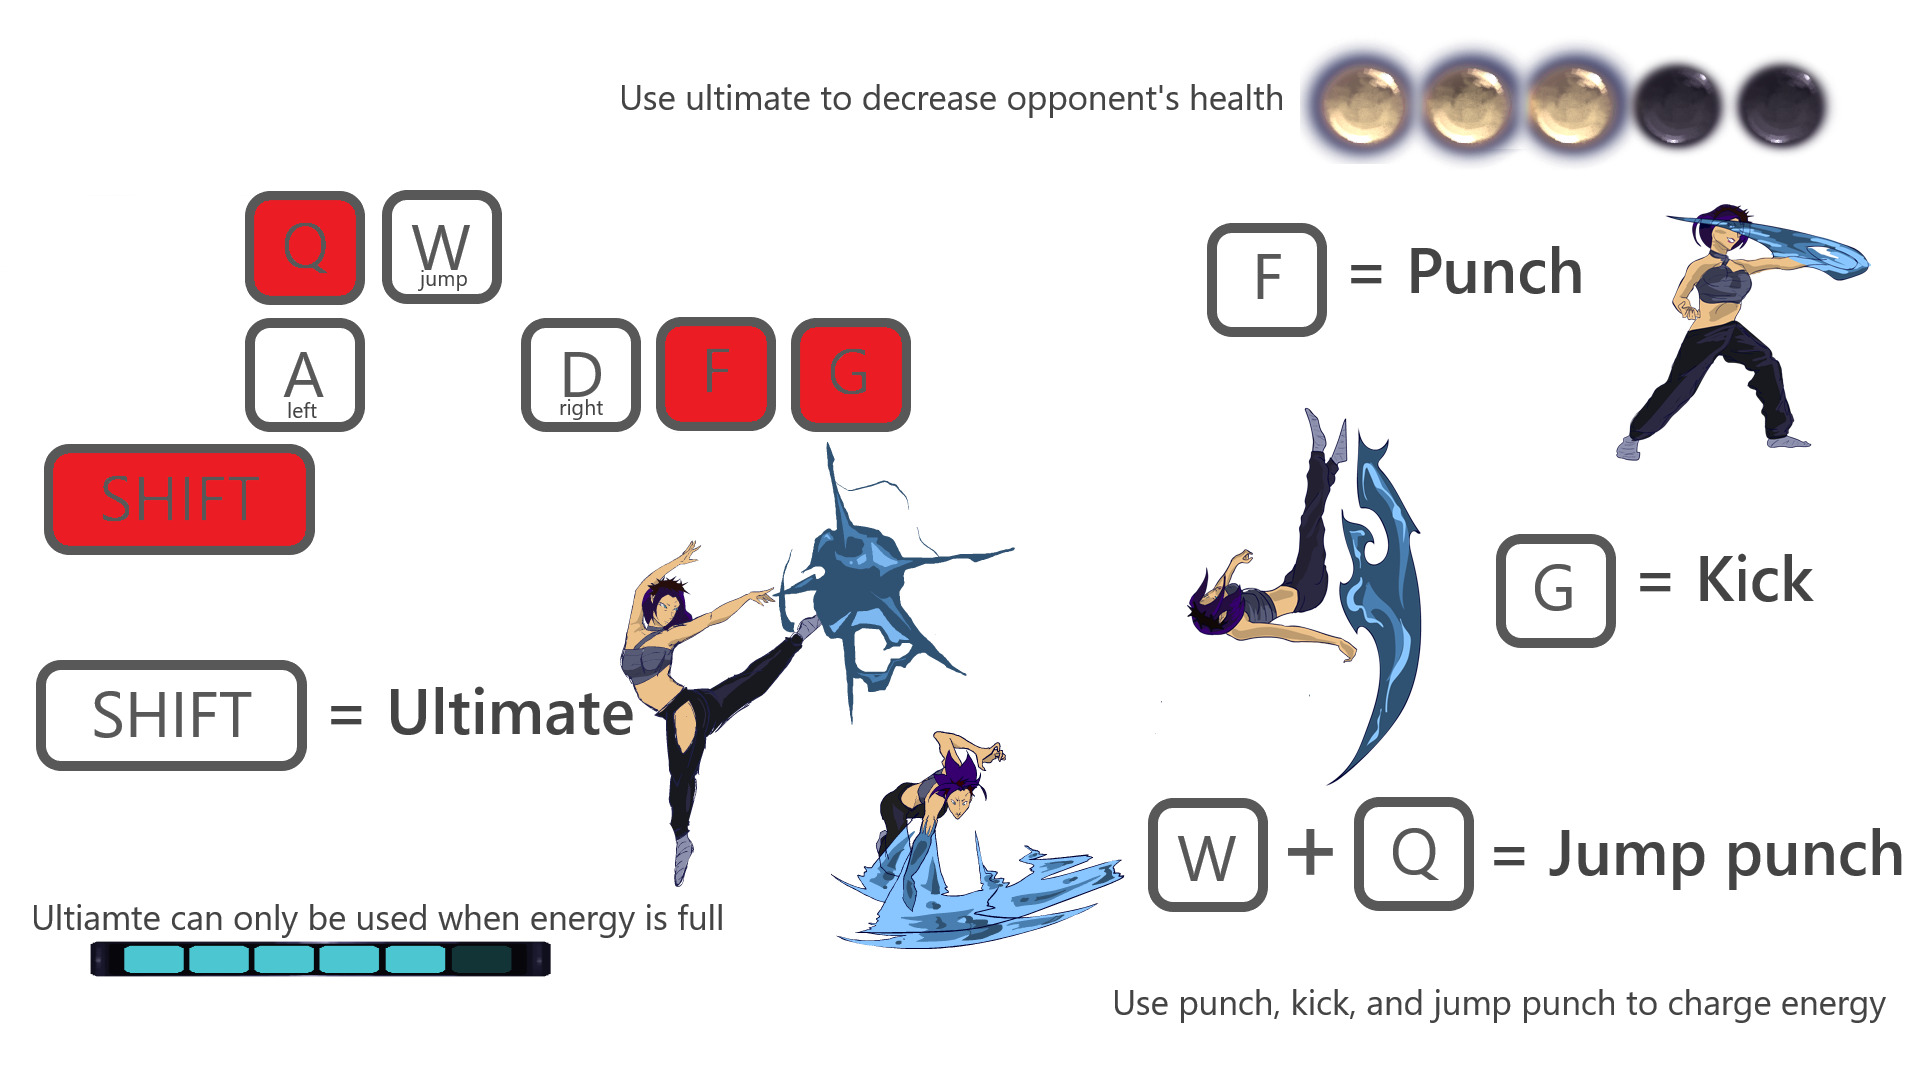 Use ultimate to decrease opponent's health
Q W
jump
A D F G
left right
SHIFT
F = Punch
G = Kick
SHIFT = Ultimate
W + Q = Jump punch
Ultiamte can only be used when energy is full
Use punch, kick, and jump punch to charge energy